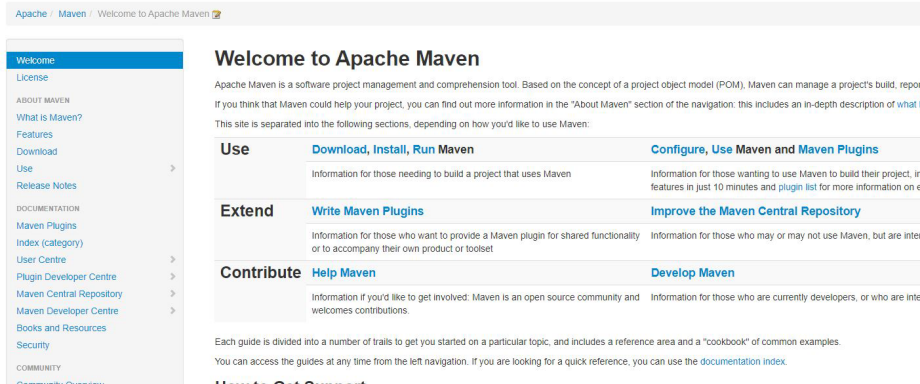 Apache / Maven / Welcome to Apache Maven
Welcome
License
ABOUT MAVEN
What is Maven?
Features
Download
Use
Release Notes
DOCUMENTATION
Maven Plugins
Index (category)
User Centre
Plugin Developer Centre
Maven Central Repository
Maven Developer Centre
Books and Resources
Security
COMMUNITY
Community Overview
Welcome to Apache Maven
Apache Maven is a software project management and comprehension tool. Based on the concept of a project object model (POM), Maven can manage a project's build,
If you think that Maven could help your project, you can find out more information in the "About Maven" section of the navigation: this includes an in-depth description of what
This site is separated into the following sections, depending on how you'd like to use Maven:
Use
Download, Install, Run Maven
Configure, Use Maven and Maven Plugins
Information for those needing to build a project that uses Maven
Information for those wanting to use Maven to build their project,
features in just 10 minutes and plugin list for more information on
Extend
Write Maven Plugins
Improve the Maven Central Repository
Information for those who want to provide a Maven plugin for shared functionality
or to accompany their own product or toolset
Information for those who may or may not use Maven, but are
Contribute
Help Maven
Develop Maven
Information if you'd like to get involved: Maven is an open source community and
welcomes contributions.
Information for those who are currently developers, or who are
Each guide is divided into a number of trails to get you started on a particular topic, and includes a reference area and a "cookbook" of common examples.
You can access the guides at any time from the left navigation. If you are looking for a quick reference, you can use the documentation index.
How to Get Support